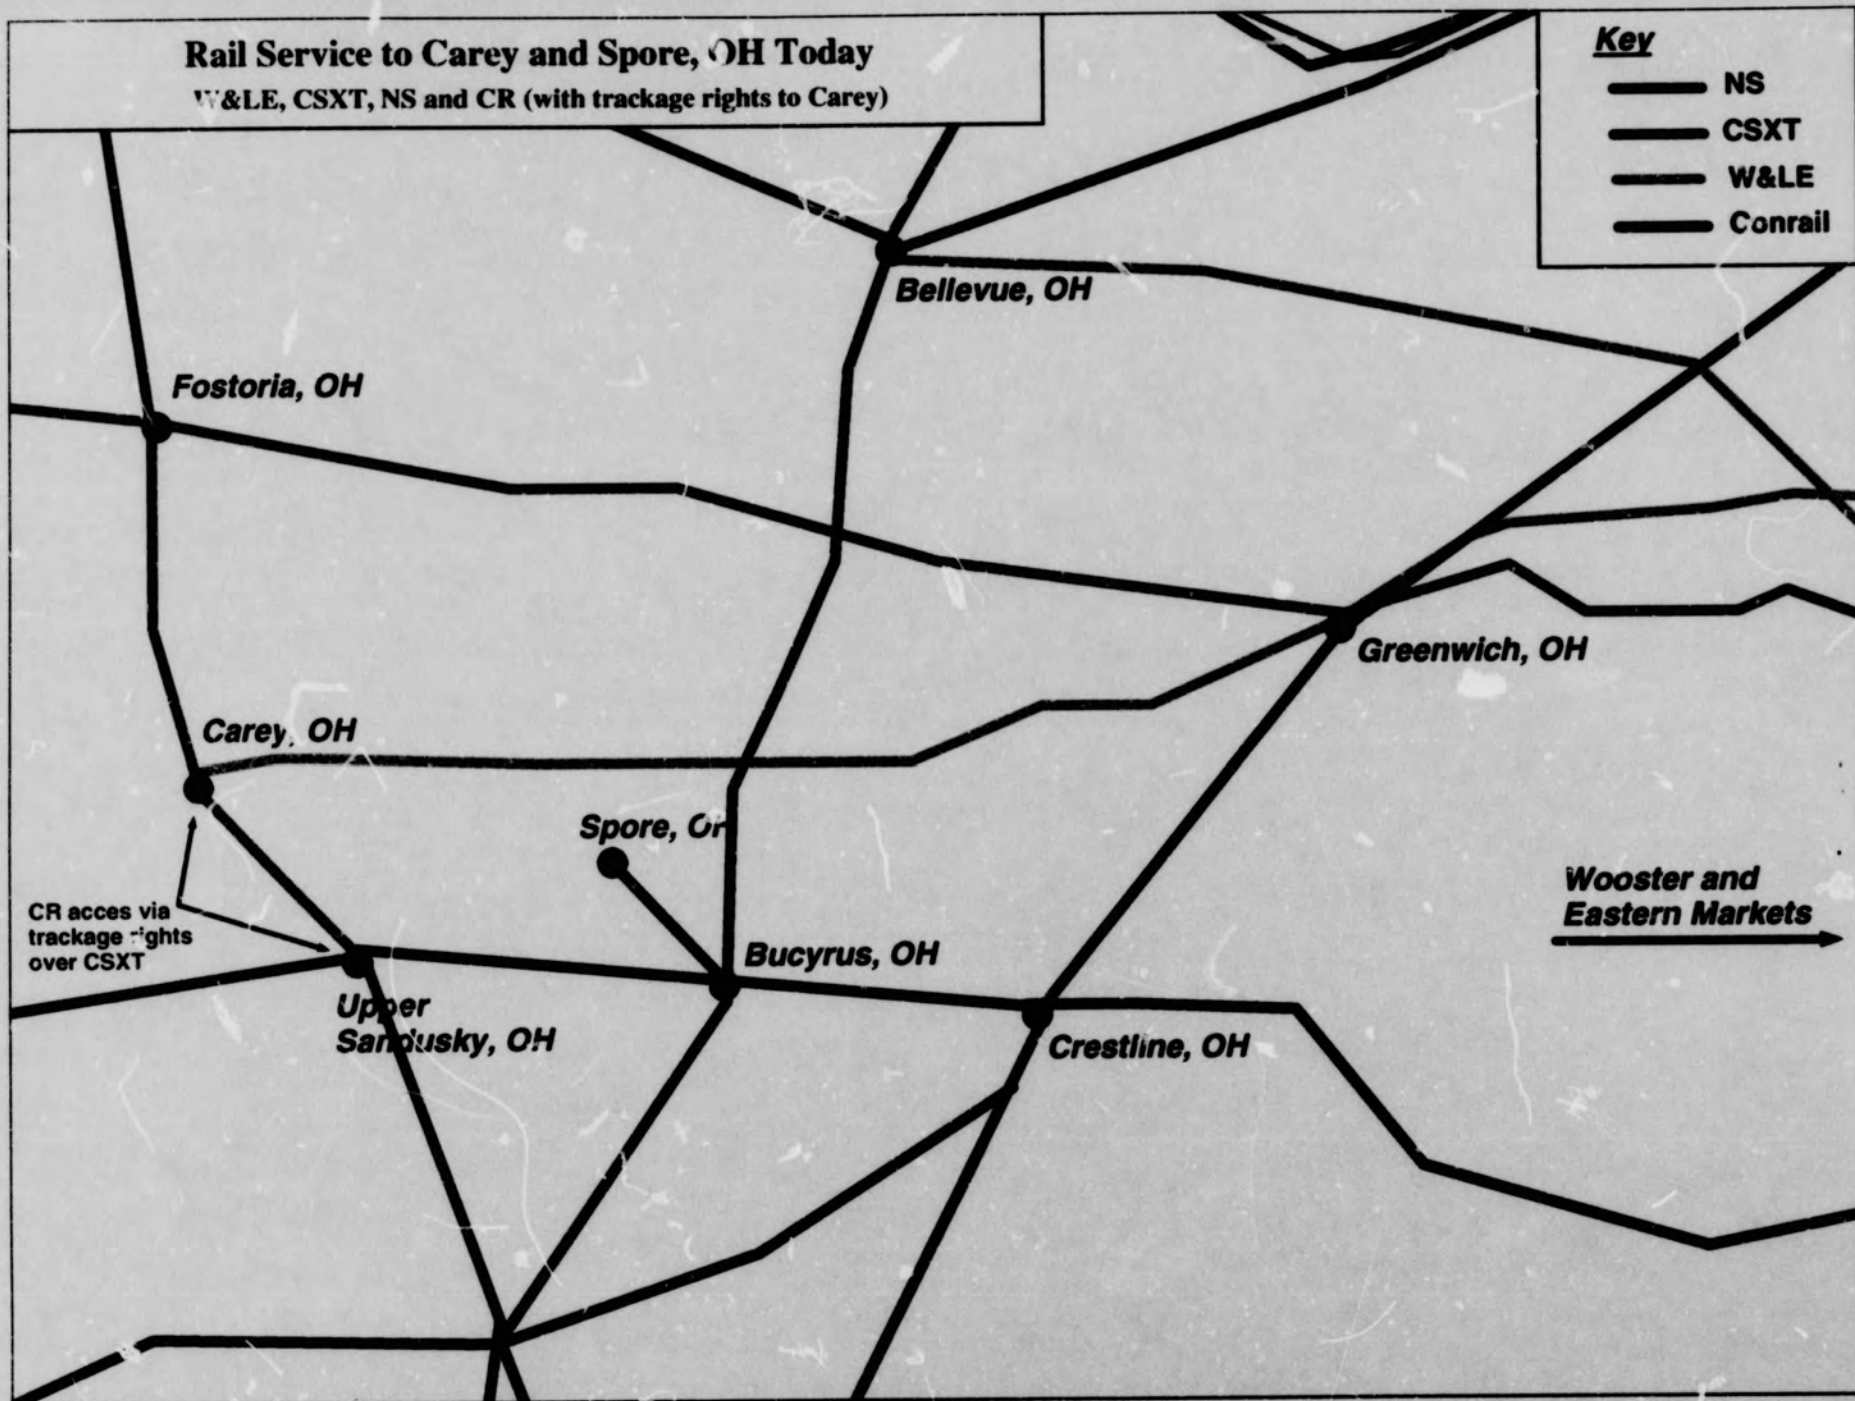 Rail Service to Carey and Spore, OH Today
W&LE, CSXT, NS and CR (with trackage rights to Carey)
Key
NS
CSXT
W&LE
Conrail
Bellevue, OH
Fostoria, OH
Greenwich, OH
Carey, OH
Spore, OH
Wooster and
Eastern Markets
CR acces via
trackage rights
over CSXT
Bucyrus, OH
Upper
Sandusky, OH
Crestline, OH